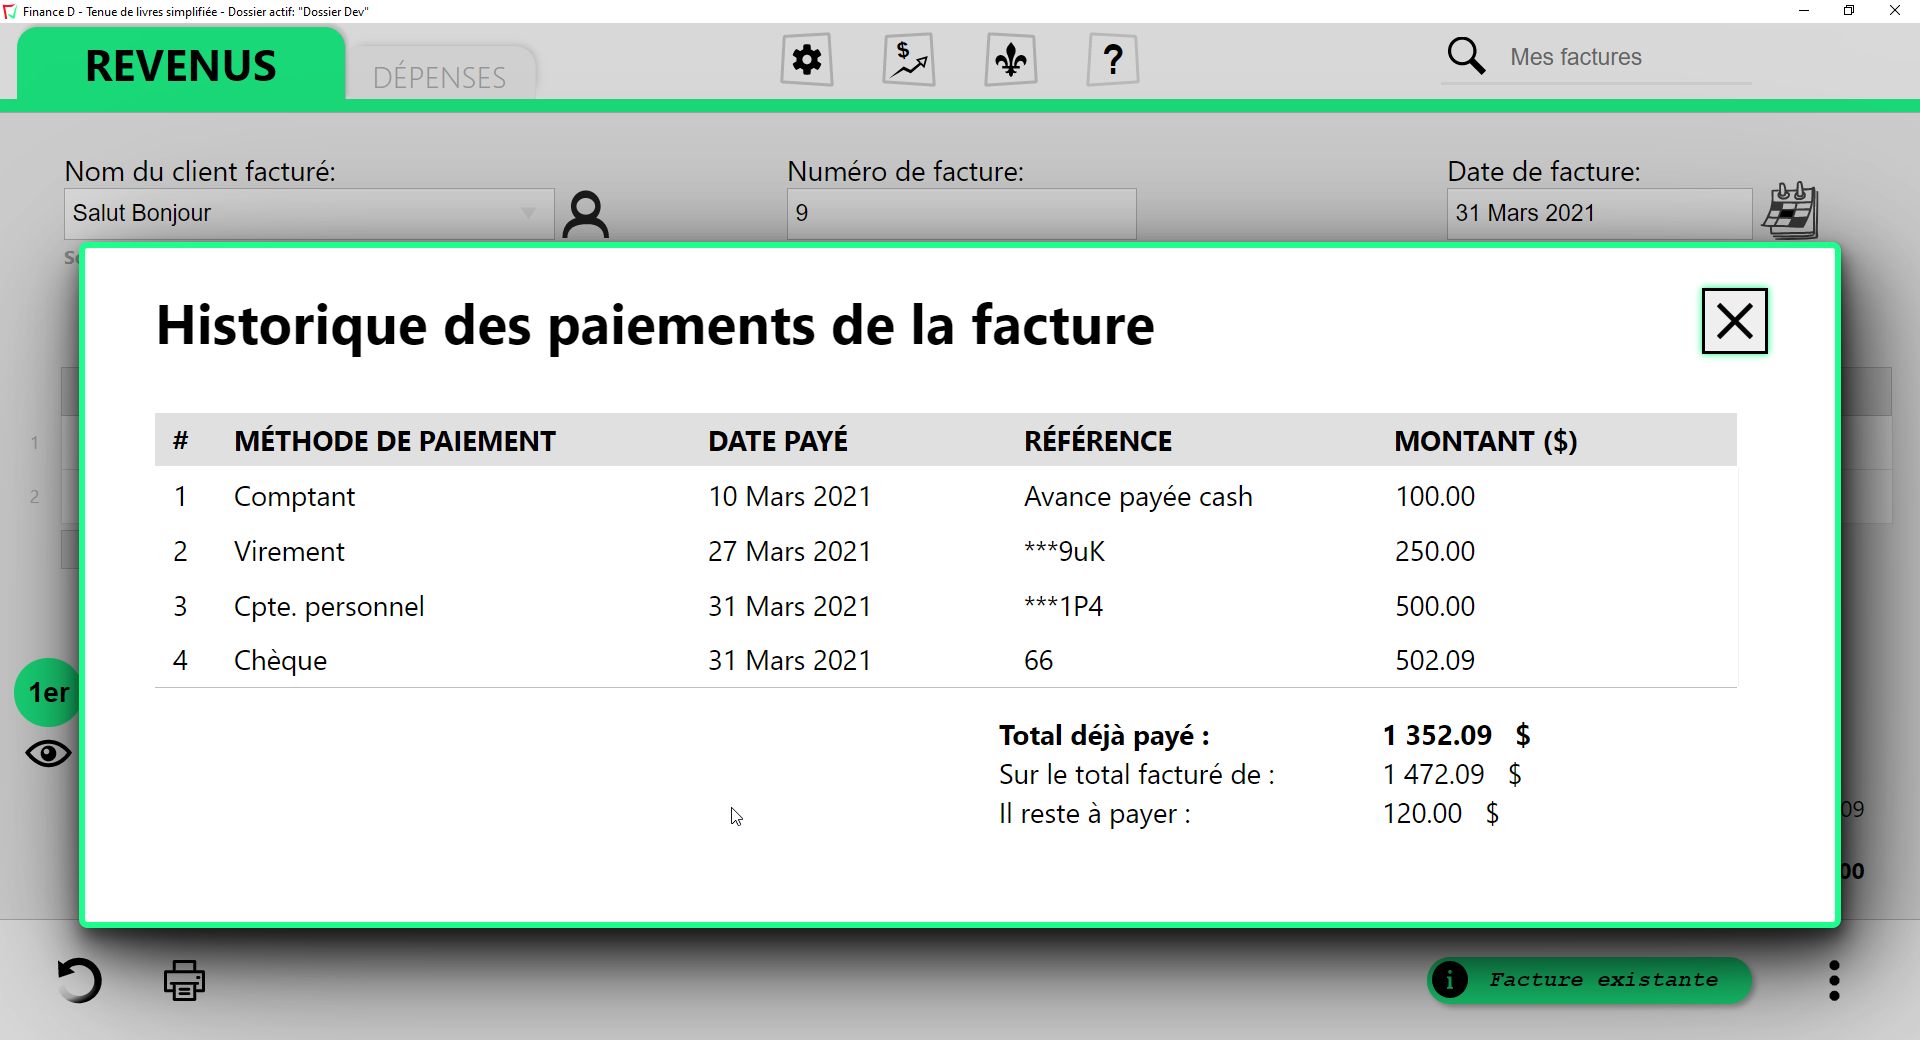 Finance D - Tenue de livres simplifiée - Dossier actif: "Dossier Dev"
REVENUS
DÉPENSES
$
?
Mes factures
Nom du client facturé:
Numéro de facture:
Date de facture:
Salut Bonjour
9
31 Mars 2021
Historique des paiements de la facture
# MÉTHODE DE PAIEMENT DATE PAYÉ RÉFÉRENCE MONTANT ($)
1 Comptant 10 Mars 2021 Avance payée cash 100.00
2 Virement 27 Mars 2021 ***9uK 250.00
3 Cpte. personnel 31 Mars 2021 ***1P4 500.00
4 Chèque 31 Mars 2021 66 502.09
Total déjà payé : 1 352.09 $
Sur le total facturé de : 1 472.09 $
Il reste à payer : 120.00 $
1
2
1er
09
00
i Facture existante